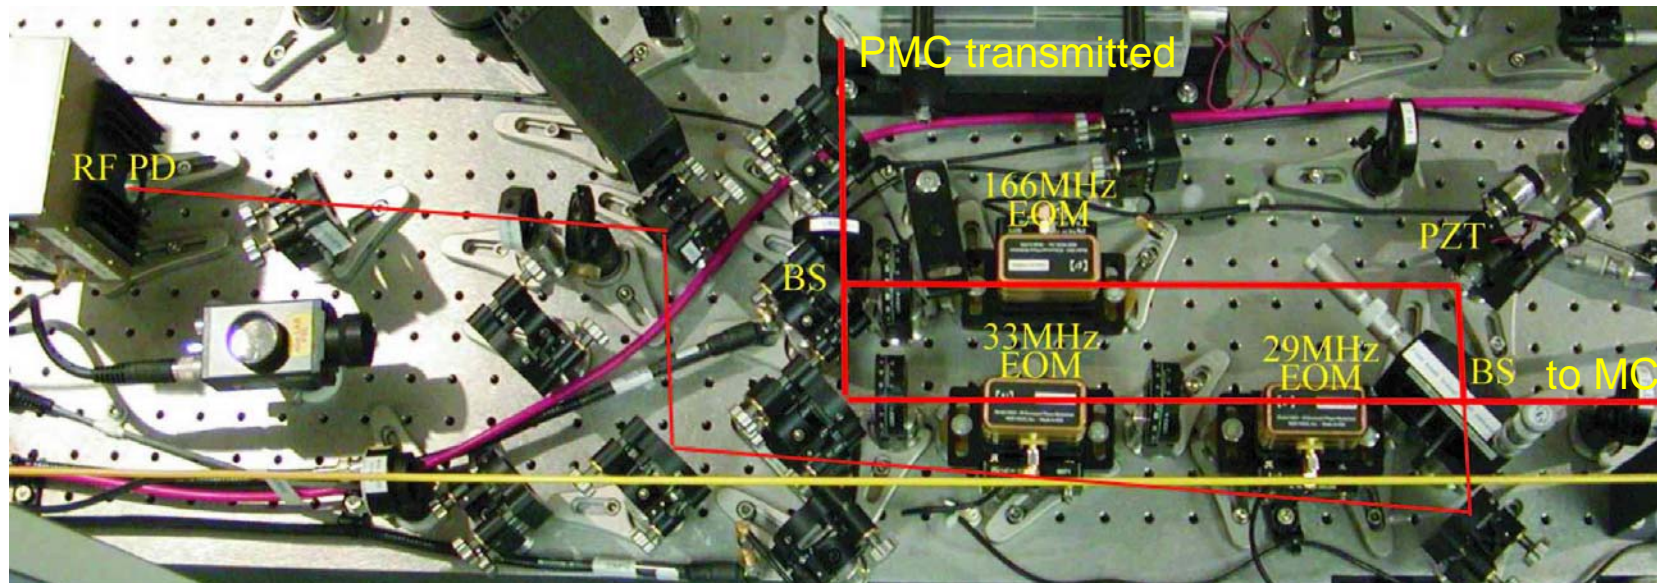 PMC transmitted
RF PD
166MHz
EOM
PZT
BS
33MHz
EOM
29MHz
EOM
BS
to MC